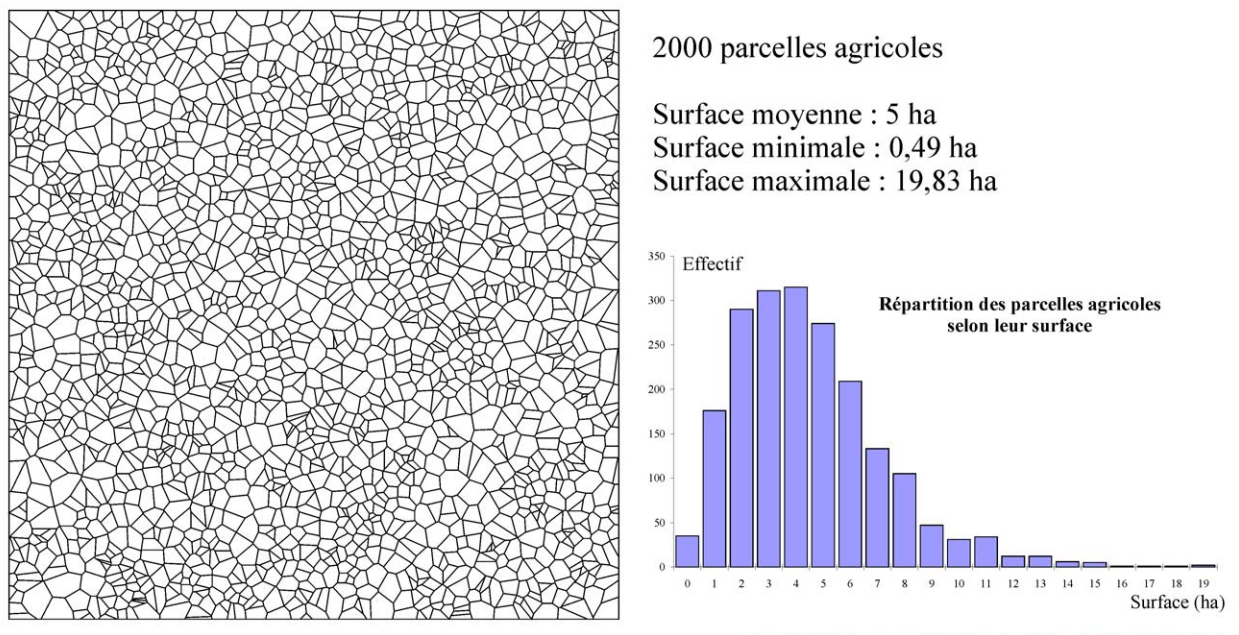 2000 parcelles agricoles
Surface moyenne : 5 ha
Surface minimale : 0,49 ha
Surface maximale : 19,83 ha
Effectif
Répartition des parcelles agricoles
selon leur surface
350
300
250
200
150
100
50
0
0 1 2 3 4 5 6 7 8 9 10 11 12 13 14 15 16 17 18 19
Surface (ha)